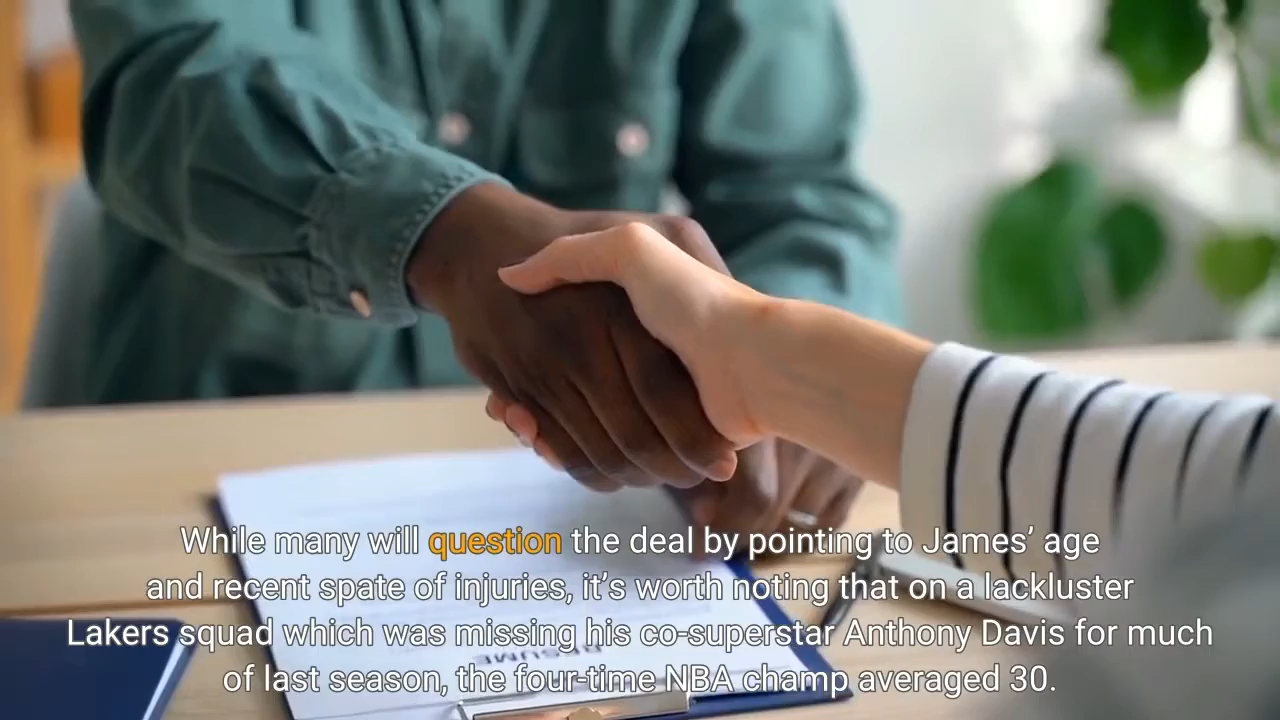 While many will question the deal by pointing to James’ age
and recent spate of injuries, it’s worth noting that on a lackluster
Lakers squad which was missing his co-superstar Anthony Davis for much
of last season, the four-time NBA champ averaged 30.
RESUME